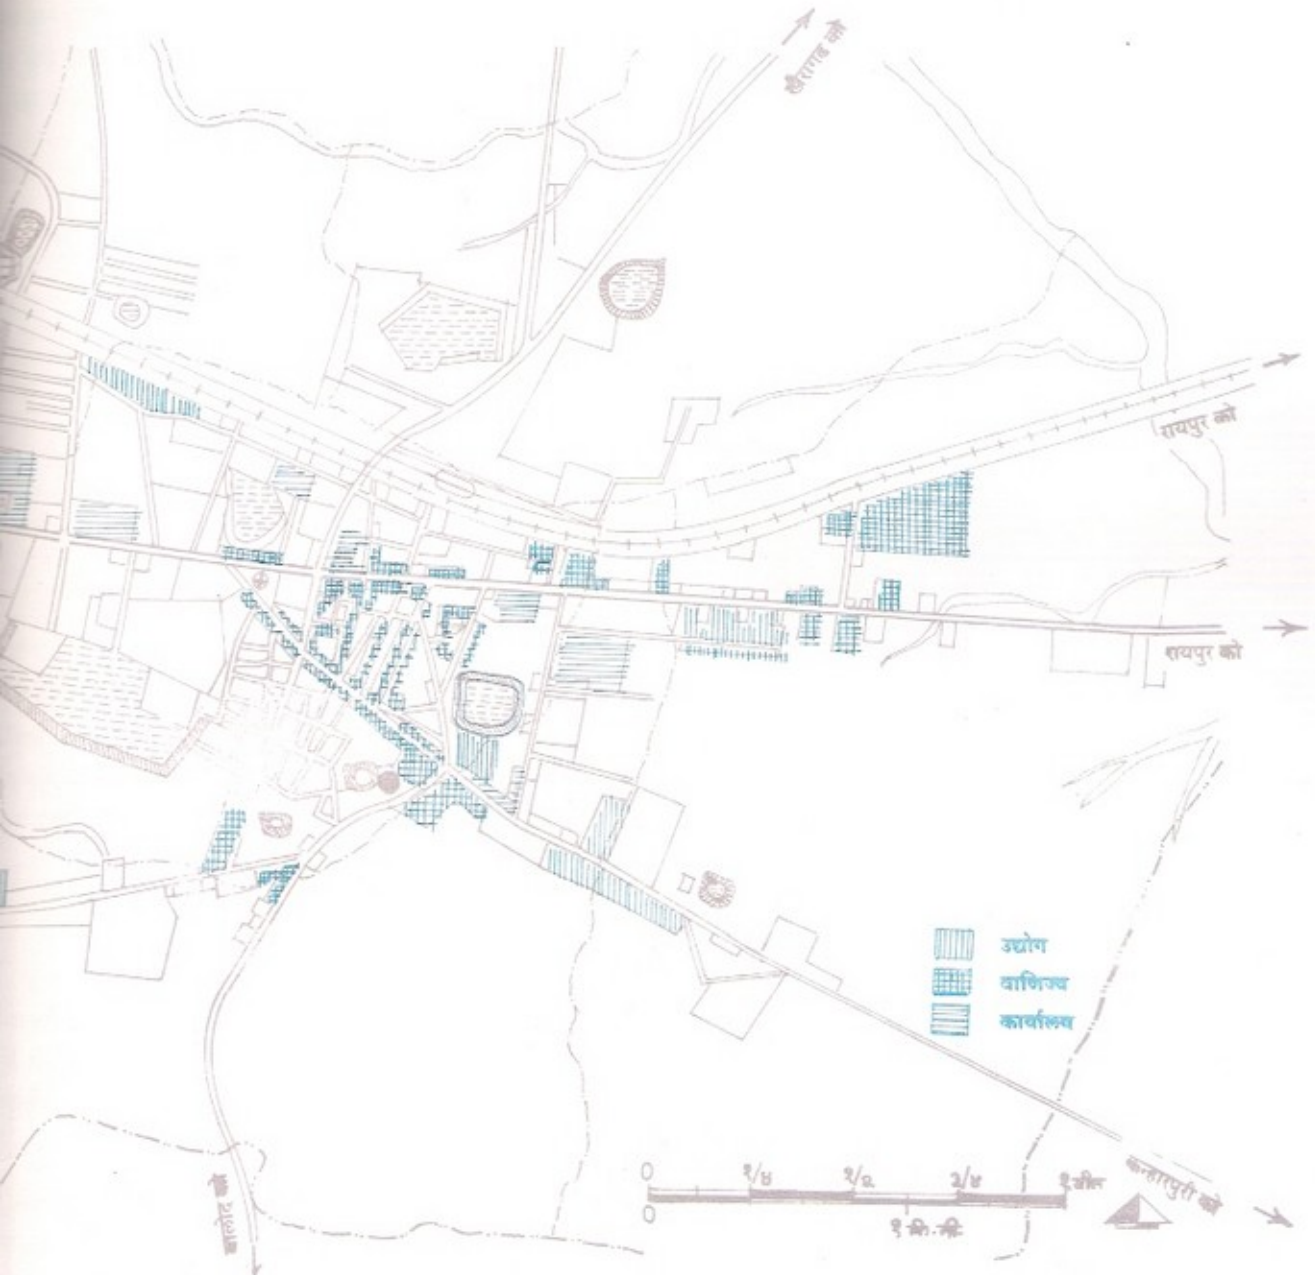 खैरागढ को
रायपुर को
रायपुर को
उद्योग
वाणिज्य
कार्यालय
बालोद को
कन्हारपुरी को
0 १/४ १/२ ३/४ १ मील
0 १ कि.मी.